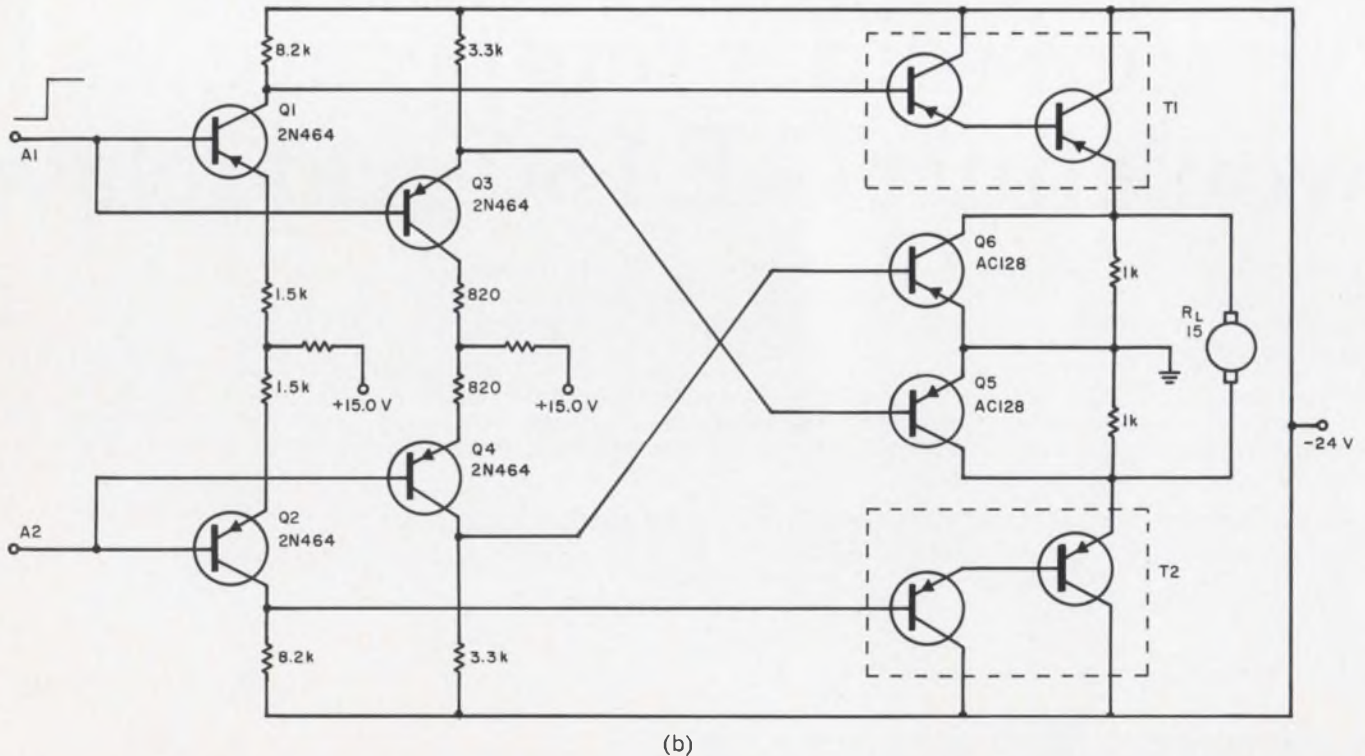 8.2k
3.3k
Q1
2N464
T1
A1
Q3
2N464
Q6
AC128
1k
1.5k
820
RL
15
1.5k
820
+15.0 V
+15.0 V
Q5
AC128
1k
-24 V
Q4
2N464
A2
Q2
2N464
T2
8.2k
3.3k
(b)